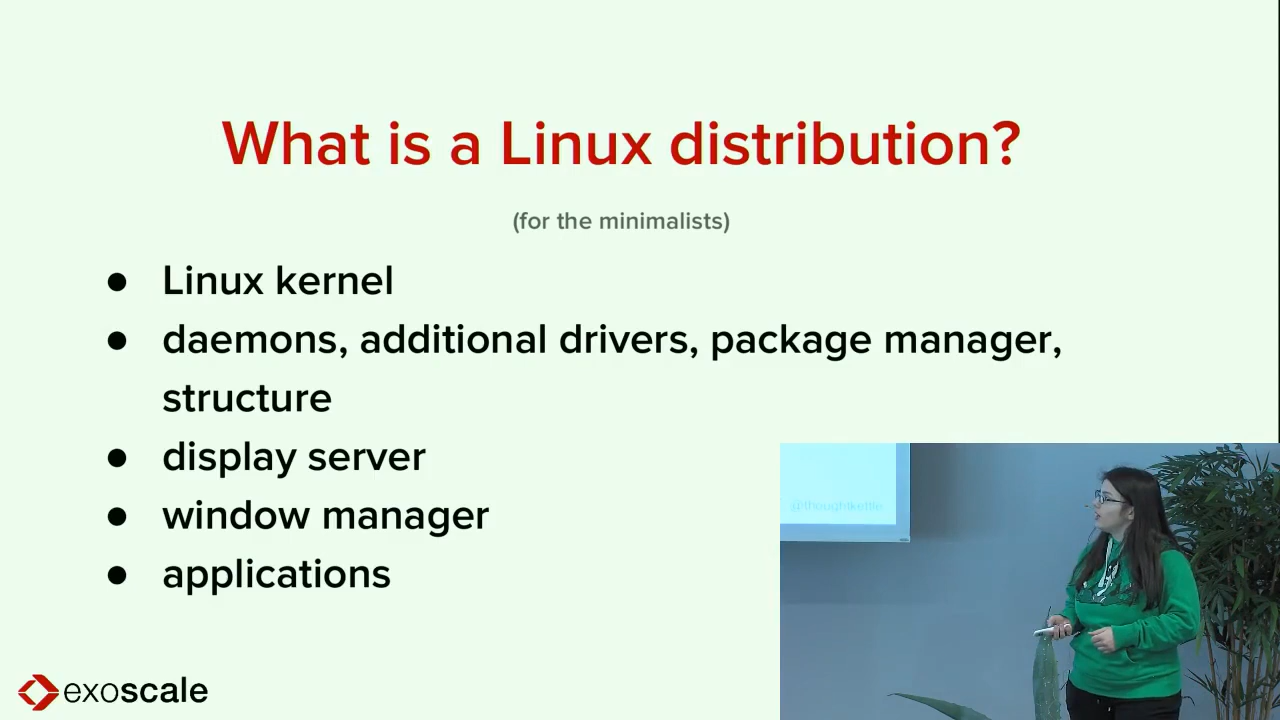 What is a Linux distribution?
(for the minimalists)
● Linux kernel
● daemons, additional drivers, package manager,
structure
● display server
● window manager
● applications
@thoughtkettle
exoscale